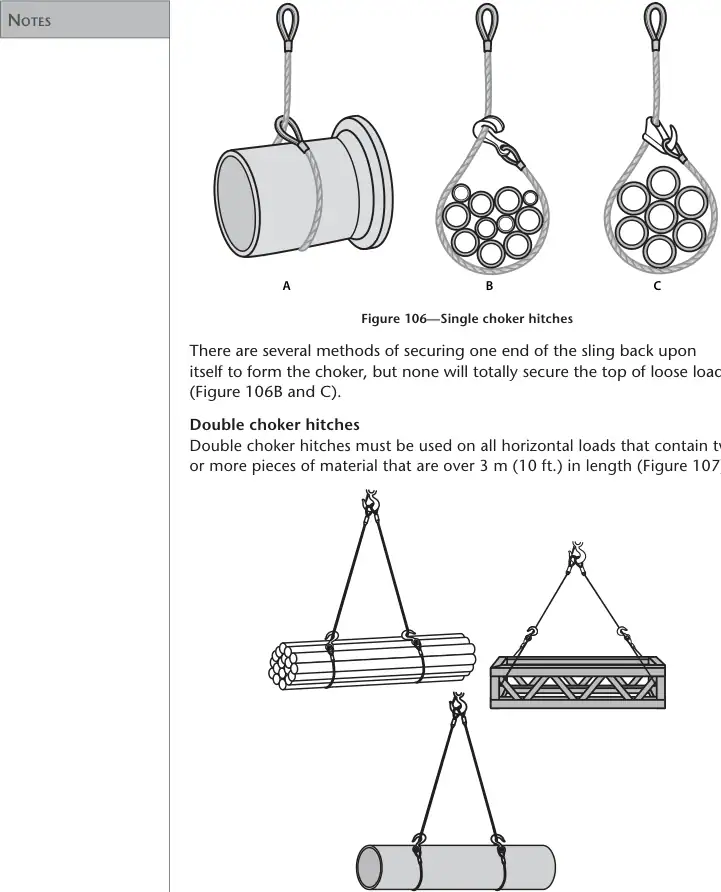 NOTES
A
B
C
Figure 106—Single choker hitches
There are several methods of securing one end of the sling back upon
itself to form the choker, but none will totally secure the top of loose load
(Figure 106B and C).
Double choker hitches
Double choker hitches must be used on all horizontal loads that contain
or more pieces of material that are over 3 m (10 ft.) in length (Figure 107